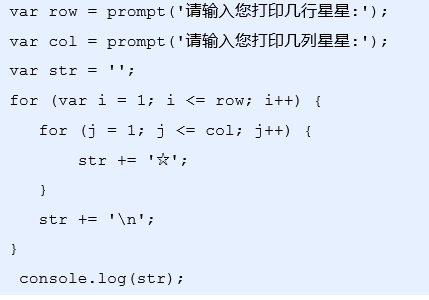 var row = prompt('请输入您打印几行星星:');
var col = prompt('请输入您打印几列星星:');
var str = '';
for (var i = 1; i <= row; i++) {
    for (j = 1; j <= col; j++) {
        str += '☆';
    }
    str += '\n';
}
 console.log(str);